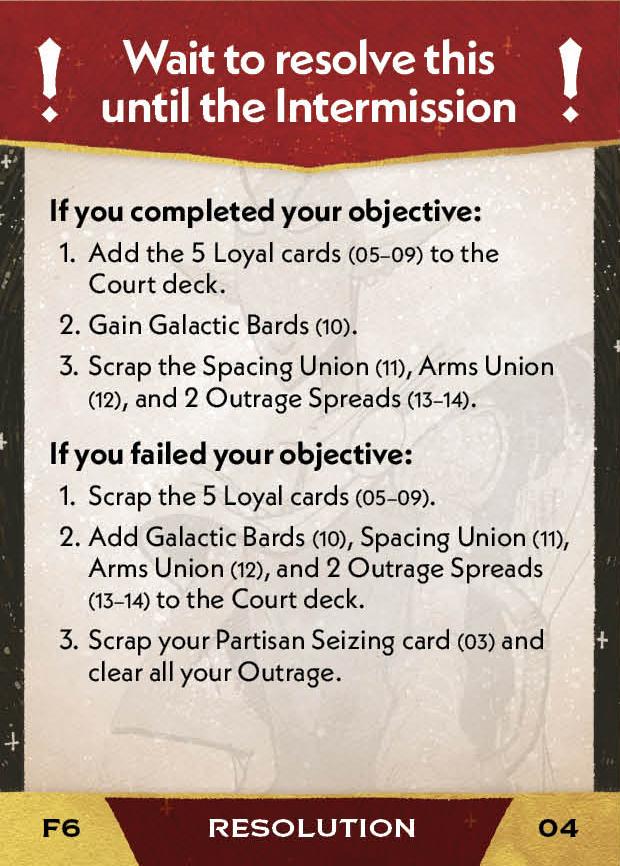 Wait to resolve this
until the Intermission
If you completed your objective:
1. Add the 5 Loyal cards (05–09) to the
Court deck.
2. Gain Galactic Bards (10).
3. Scrap the Spacing Union (11), Arms Union
(12), and 2 Outrage Spreads (13–14).
If you failed your objective:
1. Scrap the 5 Loyal cards (05–09).
2. Add Galactic Bards (10), Spacing Union (11),
Arms Union (12), and 2 Outrage Spreads
(13–14) to the Court deck.
3. Scrap your Partisan Seizing card (03) and
clear all your Outrage.
F6 RESOLUTION 04